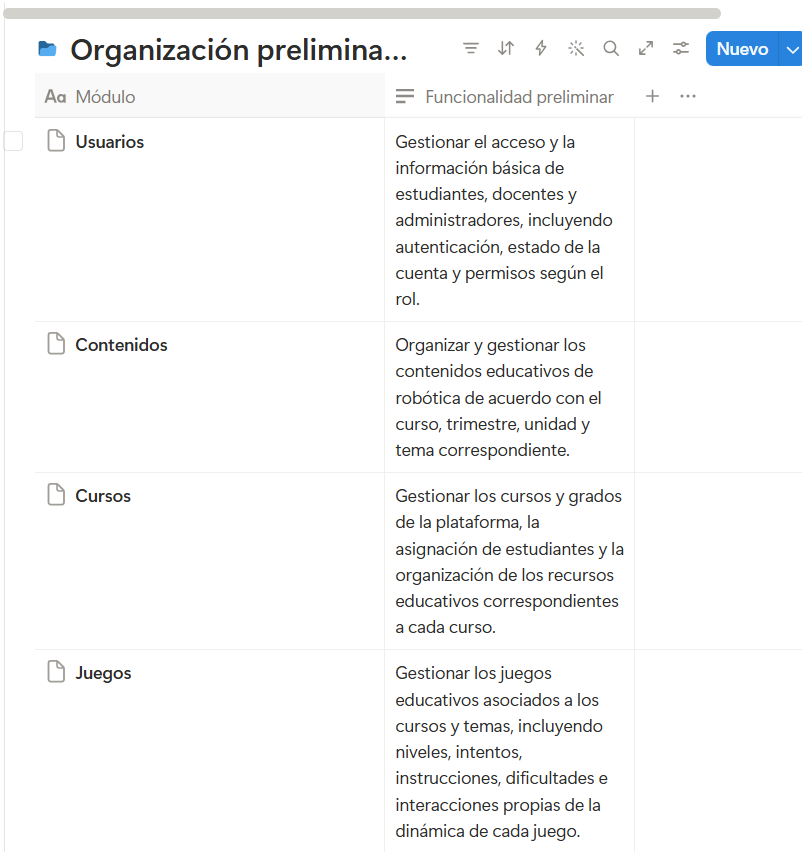 Organización prelimina...
Nuevo
Aa Módulo
Funcionalidad preliminar
Usuarios
Gestionar el acceso y la
información básica de
estudiantes, docentes y
administradores, incluyendo
autenticación, estado de la
cuenta y permisos según el
rol.
Contenidos
Organizar y gestionar los
contenidos educativos de
robótica de acuerdo con el
curso, trimestre, unidad y
tema correspondiente.
Cursos
Gestionar los cursos y grados
de la plataforma, la
asignación de estudiantes y la
organización de los recursos
educativos correspondientes
a cada curso.
Juegos
Gestionar los juegos
educativos asociados a los
cursos y temas, incluyendo
niveles, intentos,
instrucciones, dificultades e
interacciones propias de la
dinámica de cada juego.